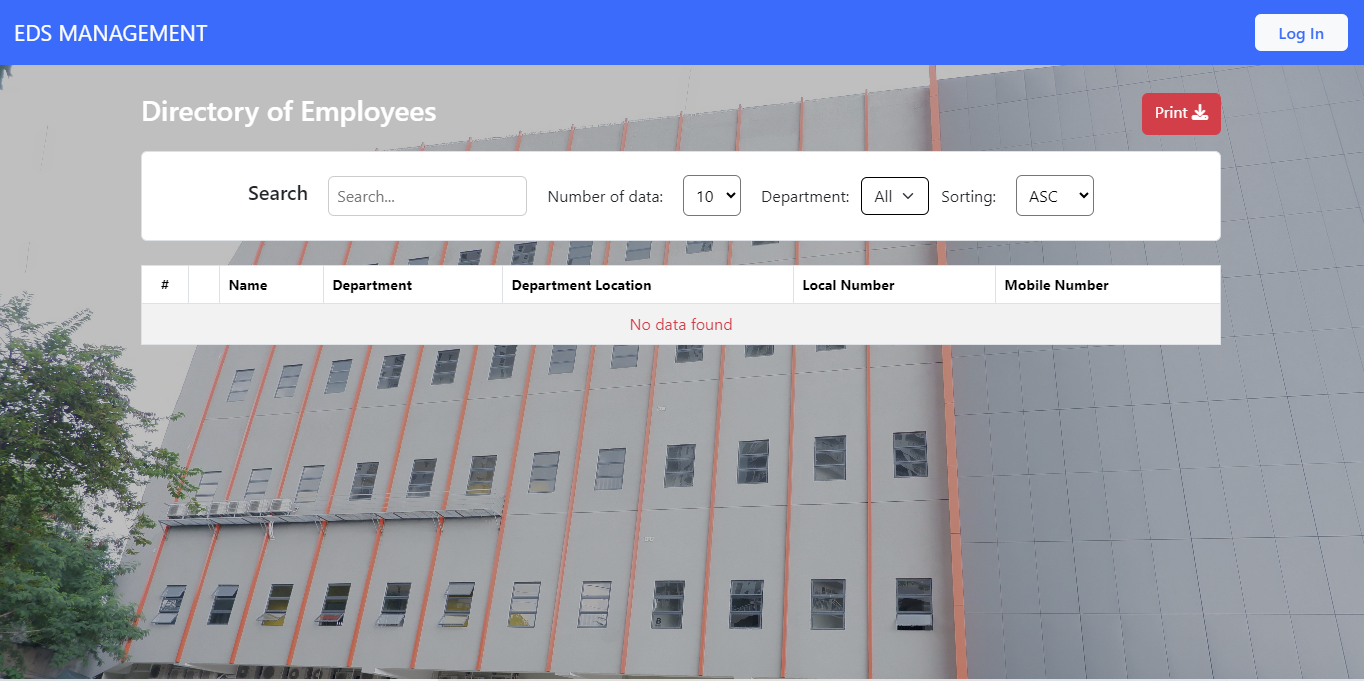 EDS MANAGEMENT Log In
Directory of Employees Print
Search Search... Number of data: 10 Department: All Sorting: ASC
# Name Department Department Location Local Number Mobile Number
No data found